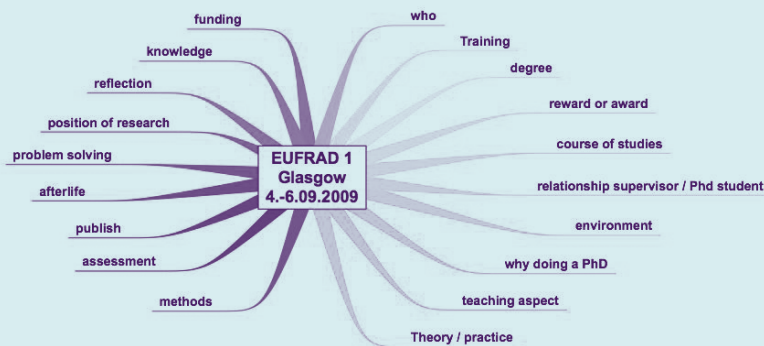 funding
knowledge
reflection
position of research
problem solving
afterlife
publish
assessment
methods
EUFRAD 1
Glasgow
4.-6.09.2009
who
Training
degree
reward or award
course of studies
relationship supervisor / Phd student
environment
why doing a PhD
teaching aspect
Theory / practice